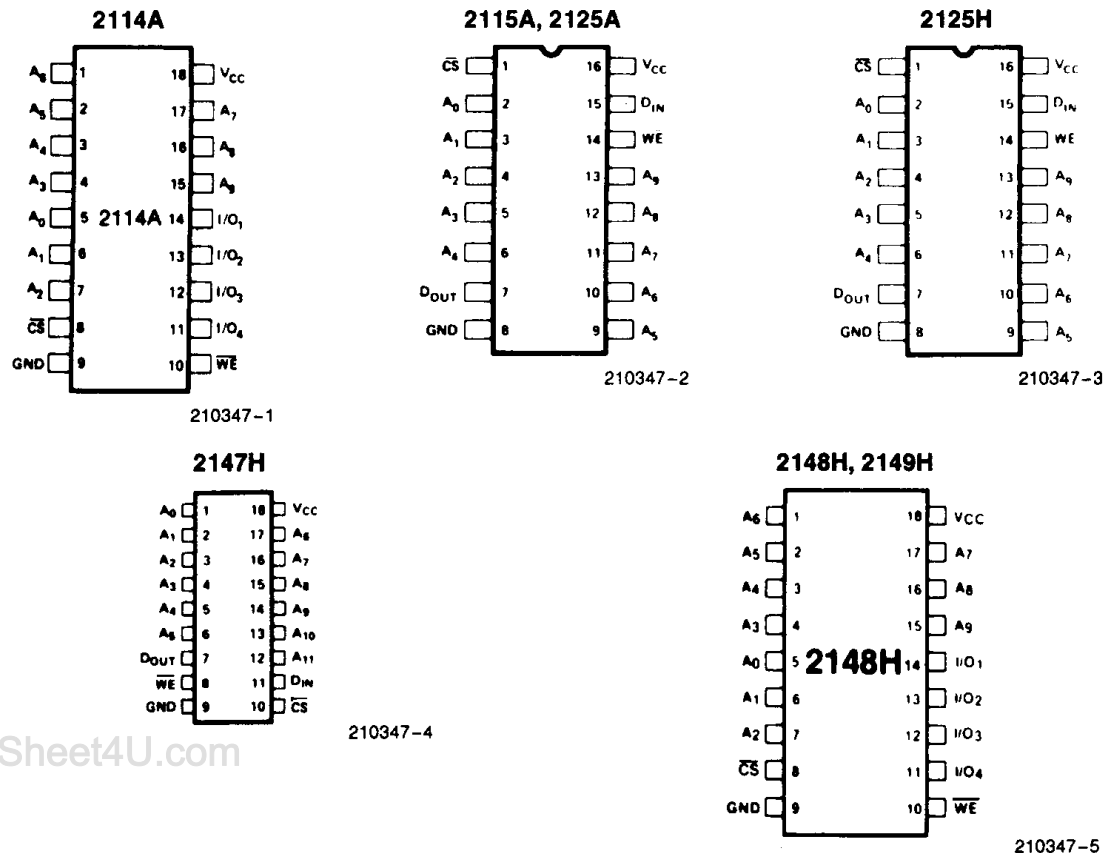 2114A
A6 1 18 VCC
A5 2 17 A7
A4 3 16 A8
A3 4 15 A9
A0 5 2114A 14 I/O1
A1 6 13 I/O2
A2 7 12 I/O3
CS 8 11 I/O4
GND 9 10 WE
210347-1
2115A, 2125A
CS 1 16 VCC
A0 2 15 DIN
A1 3 14 WE
A2 4 13 A9
A3 5 12 A8
A4 6 11 A7
DOUT 7 10 A6
GND 8 9 A5
210347-2
2125H
CS 1 16 VCC
A0 2 15 DIN
A1 3 14 WE
A2 4 13 A9
A3 5 12 A8
A4 6 11 A7
DOUT 7 10 A6
GND 8 9 A5
210347-3
2147H
A0 1 18 VCC
A1 2 17 A6
A2 3 16 A7
A3 4 15 A8
A4 5 14 A9
A5 6 13 A10
DOUT 7 12 A11
WE 8 11 DIN
GND 9 10 CS
210347-4
2148H, 2149H
A6 1 18 VCC
A5 2 17 A7
A4 3 16 A8
A3 4 15 A9
A0 5 2148H 14 I/O1
A1 6 13 I/O2
A2 7 12 I/O3
CS 8 11 I/O4
GND 9 10 WE
210347-5
Sheet4U.com